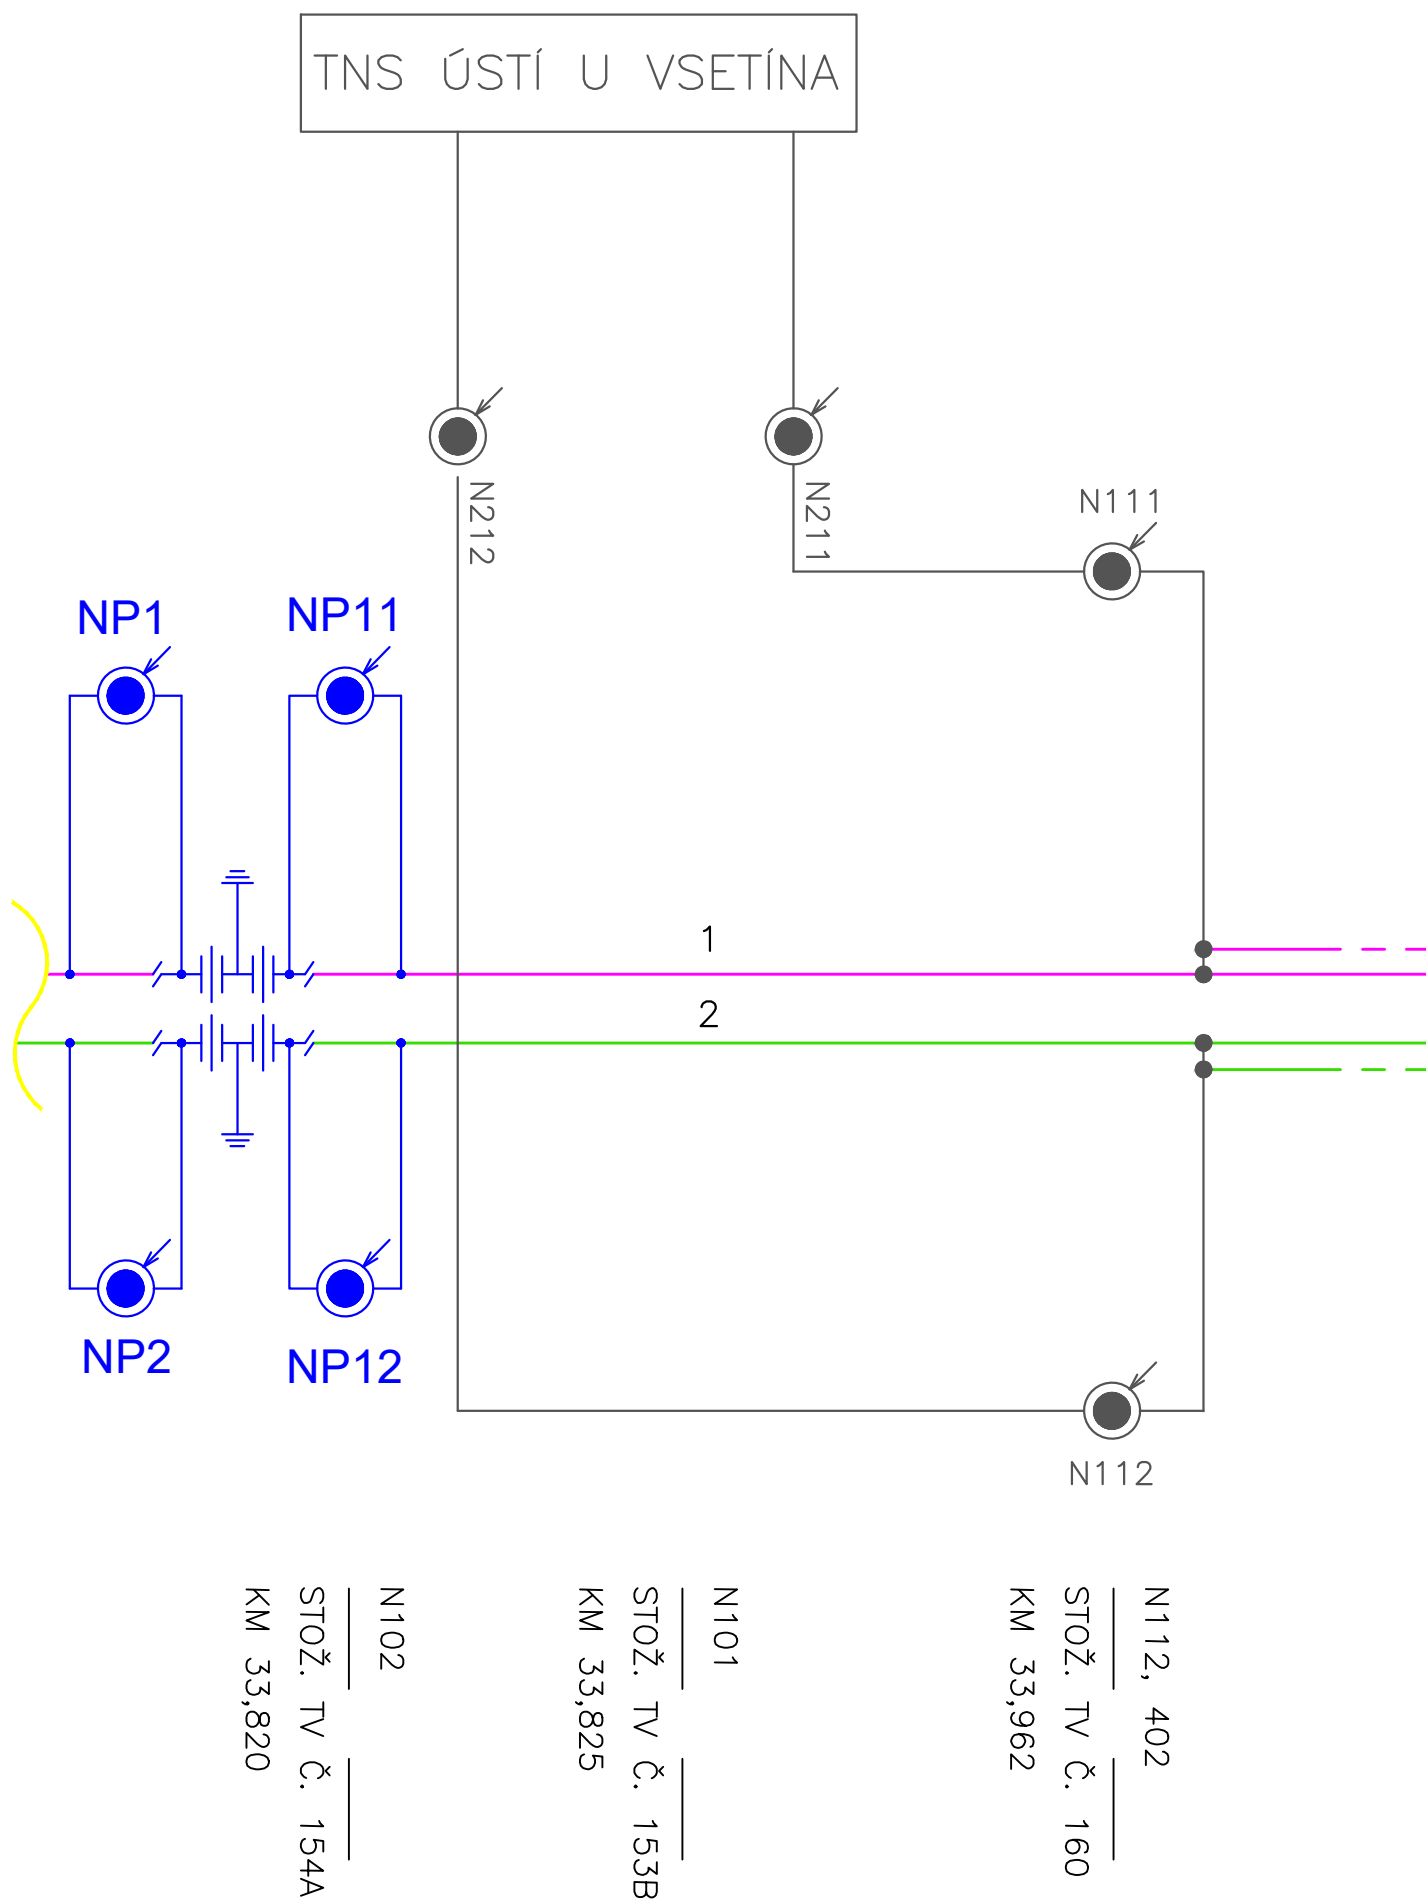 TNS ÚSTÍ U VSETÍNA
N212
N211
N111
NP1
NP11
1
2
NP2
NP12
N112
N102
STOŽ. TV Č. 154A
KM 33,820
N101
STOŽ. TV Č. 153B
KM 33,825
N112, 402
STOŽ. TV Č. 160
KM 33,962